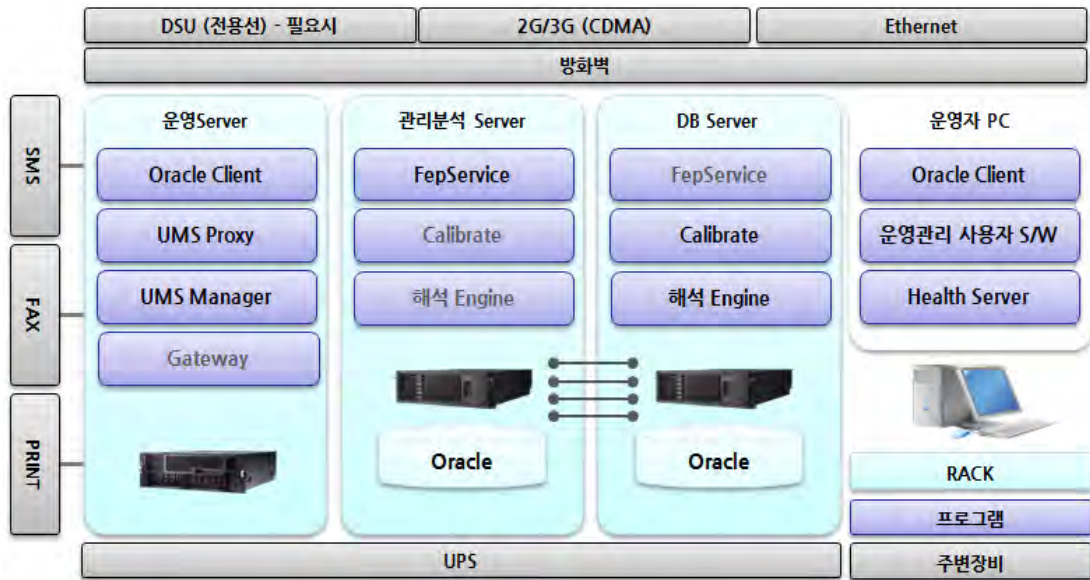 DSU (전용선) - 필요시
2G/3G (CDMA)
Ethernet
방화벽
SMS
FAX
PRINT
운영Server
Oracle Client
UMS Proxy
UMS Manager
Gateway
관리분석 Server
FepService
Calibrate
해석 Engine
Oracle
DB Server
FepService
Calibrate
해석 Engine
Oracle
운영자 PC
Oracle Client
운영관리 사용자 S/W
Health Server
RACK
프로그램
UPS
주변장비